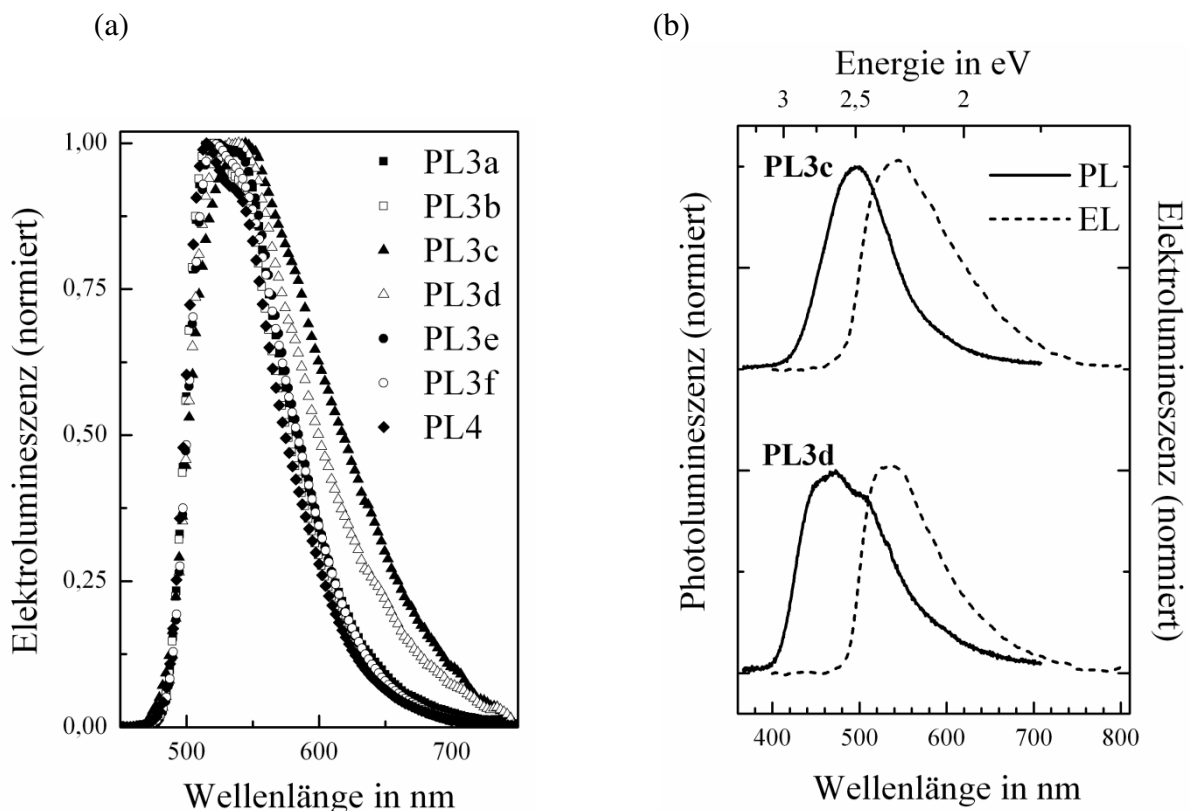 (a)
Elektrolumineszenz (normiert)
1,00
0,75
0,50
0,25
0,00
PL3a
PL3b
PL3c
PL3d
PL3e
PL3f
PL4
500 600 700
Wellenlänge in nm
(b)
Energie in eV
3 2,5 2
Photolumineszenz (normiert)
PL3c
PL
EL
PL3d
Elektrolumineszenz (normiert)
400 500 600 700 800
Wellenlänge in nm